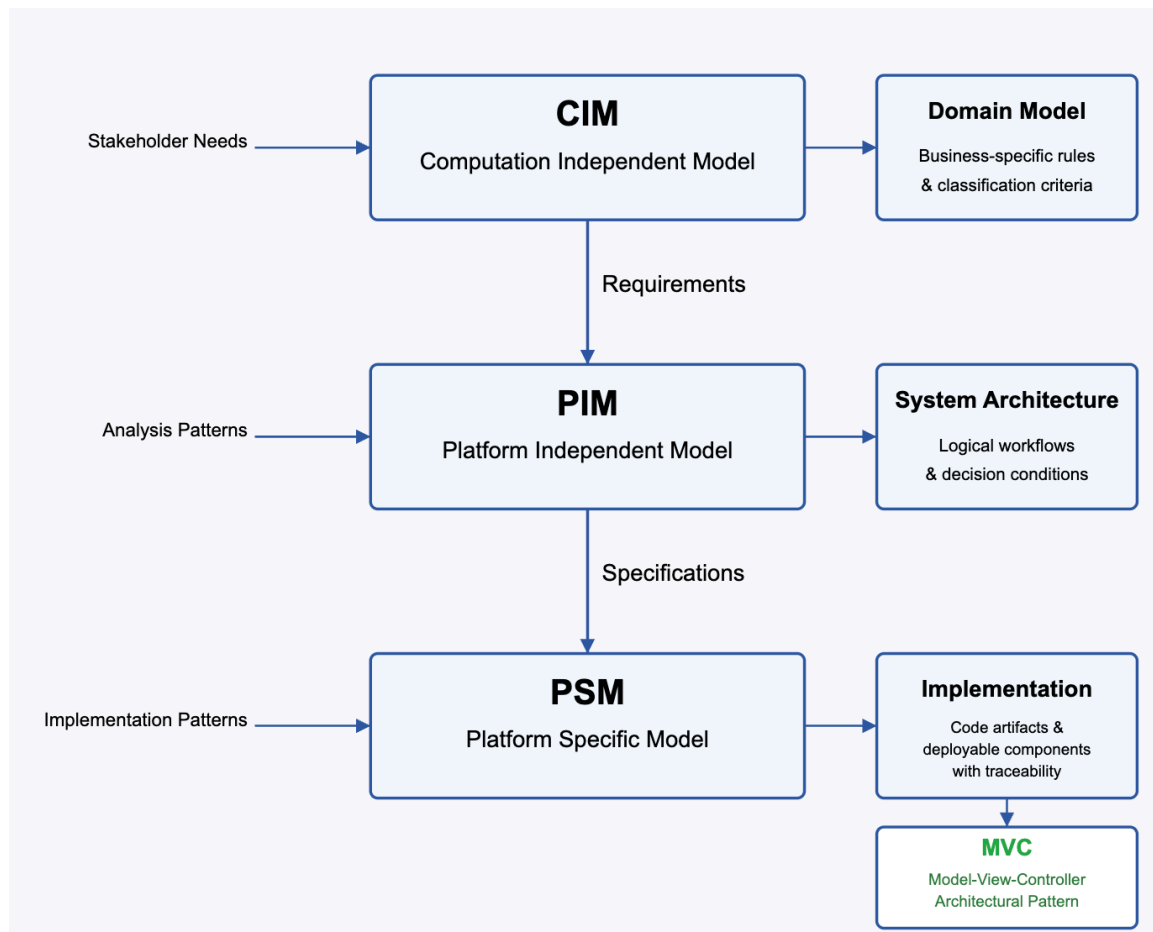 CIM
Computation Independent Model
Stakeholder Needs
Domain Model
Business-specific rules
& classification criteria
Requirements
PIM
Platform Independent Model
Analysis Patterns
System Architecture
Logical workflows
& decision conditions
Specifications
PSM
Platform Specific Model
Implementation Patterns
Implementation
Code artifacts &
deployable components
with traceability
MVC
Model-View-Controller
Architectural Pattern